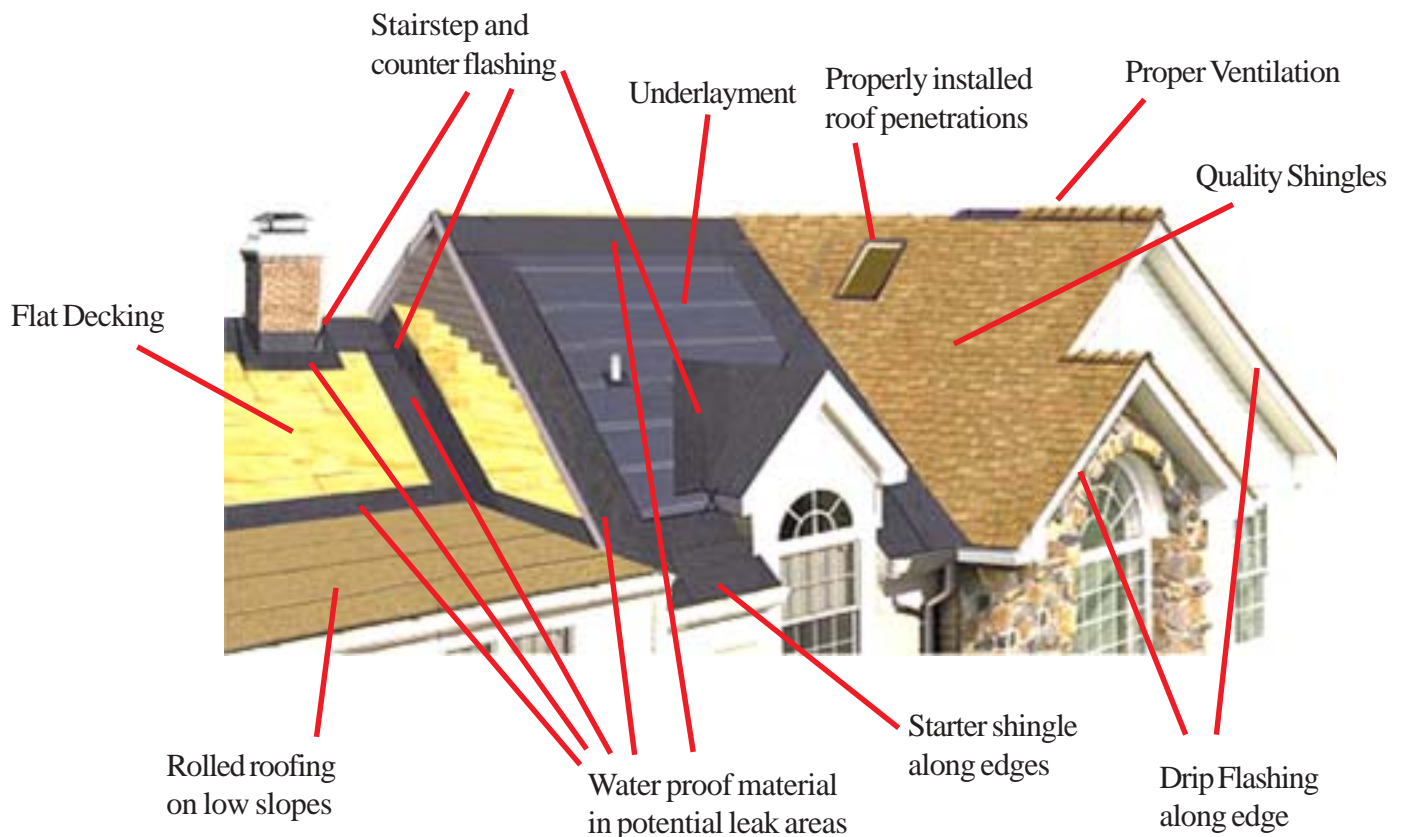 Stairstep and
counter flashing
Underlayment
Properly installed
roof penetrations
Proper Ventilation
Quality Shingles
Flat Decking
Rolled roofing
on low slopes
Water proof material
in potential leak areas
Starter shingle
along edges
Drip Flashing
along edge